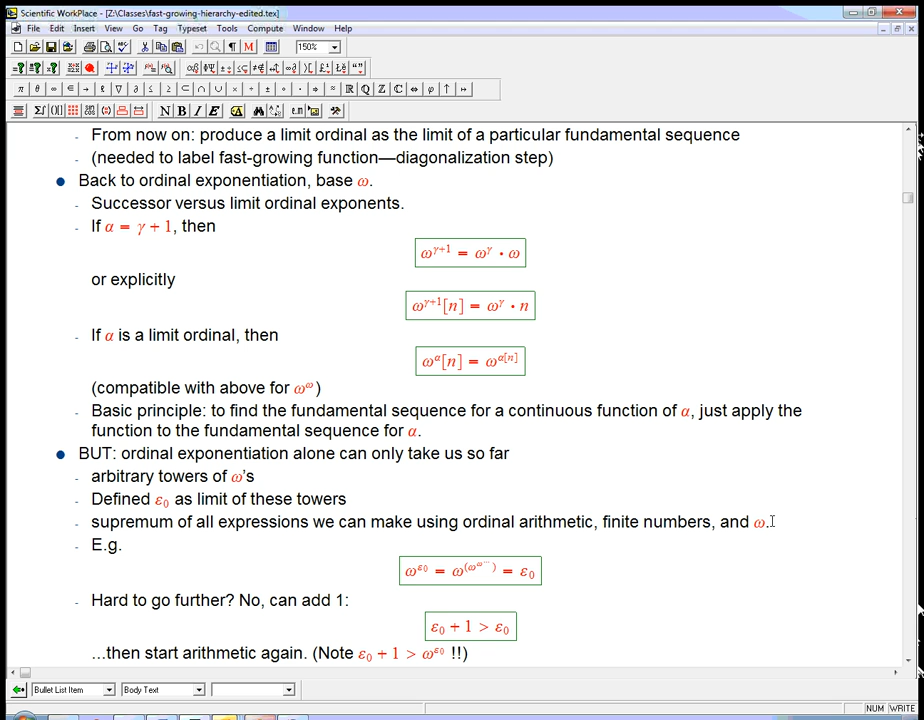 Scientific WorkPlace - [Z:\Classes\fast-growing-hierarchy-edited.tex]
File Edit Insert View Go Tag Typeset Tools Compute Window Help
150%
N B I E
- From now on: produce a limit ordinal as the limit of a particular fundamental sequence
- (needed to label fast-growing function—diagonalization step)
● Back to ordinal exponentiation, base ω.
- Successor versus limit ordinal exponents.
- If α = γ + 1, then
ω^{γ+1} = ω^γ · ω
or explicitly
ω^{γ+1}[n] = ω^γ · n
- If α is a limit ordinal, then
ω^α[n] = ω^{α[n]}
(compatible with above for ω^ω)
- Basic principle: to find the fundamental sequence for a continuous function of α, just apply the
function to the fundamental sequence for α.
● BUT: ordinal exponentiation alone can only take us so far
- arbitrary towers of ω's
- Defined ε₀ as limit of these towers
- supremum of all expressions we can make using ordinal arithmetic, finite numbers, and ω.
- E.g.
ω^{ε₀} = ω^{(ω^{ω^{...}})} = ε₀
- Hard to go further? No, can add 1:
ε₀ + 1 > ε₀
...then start arithmetic again. (Note ε₀ + 1 > ω^{ε₀} !!)
Bullet List Item Body Text
NUM WRITE